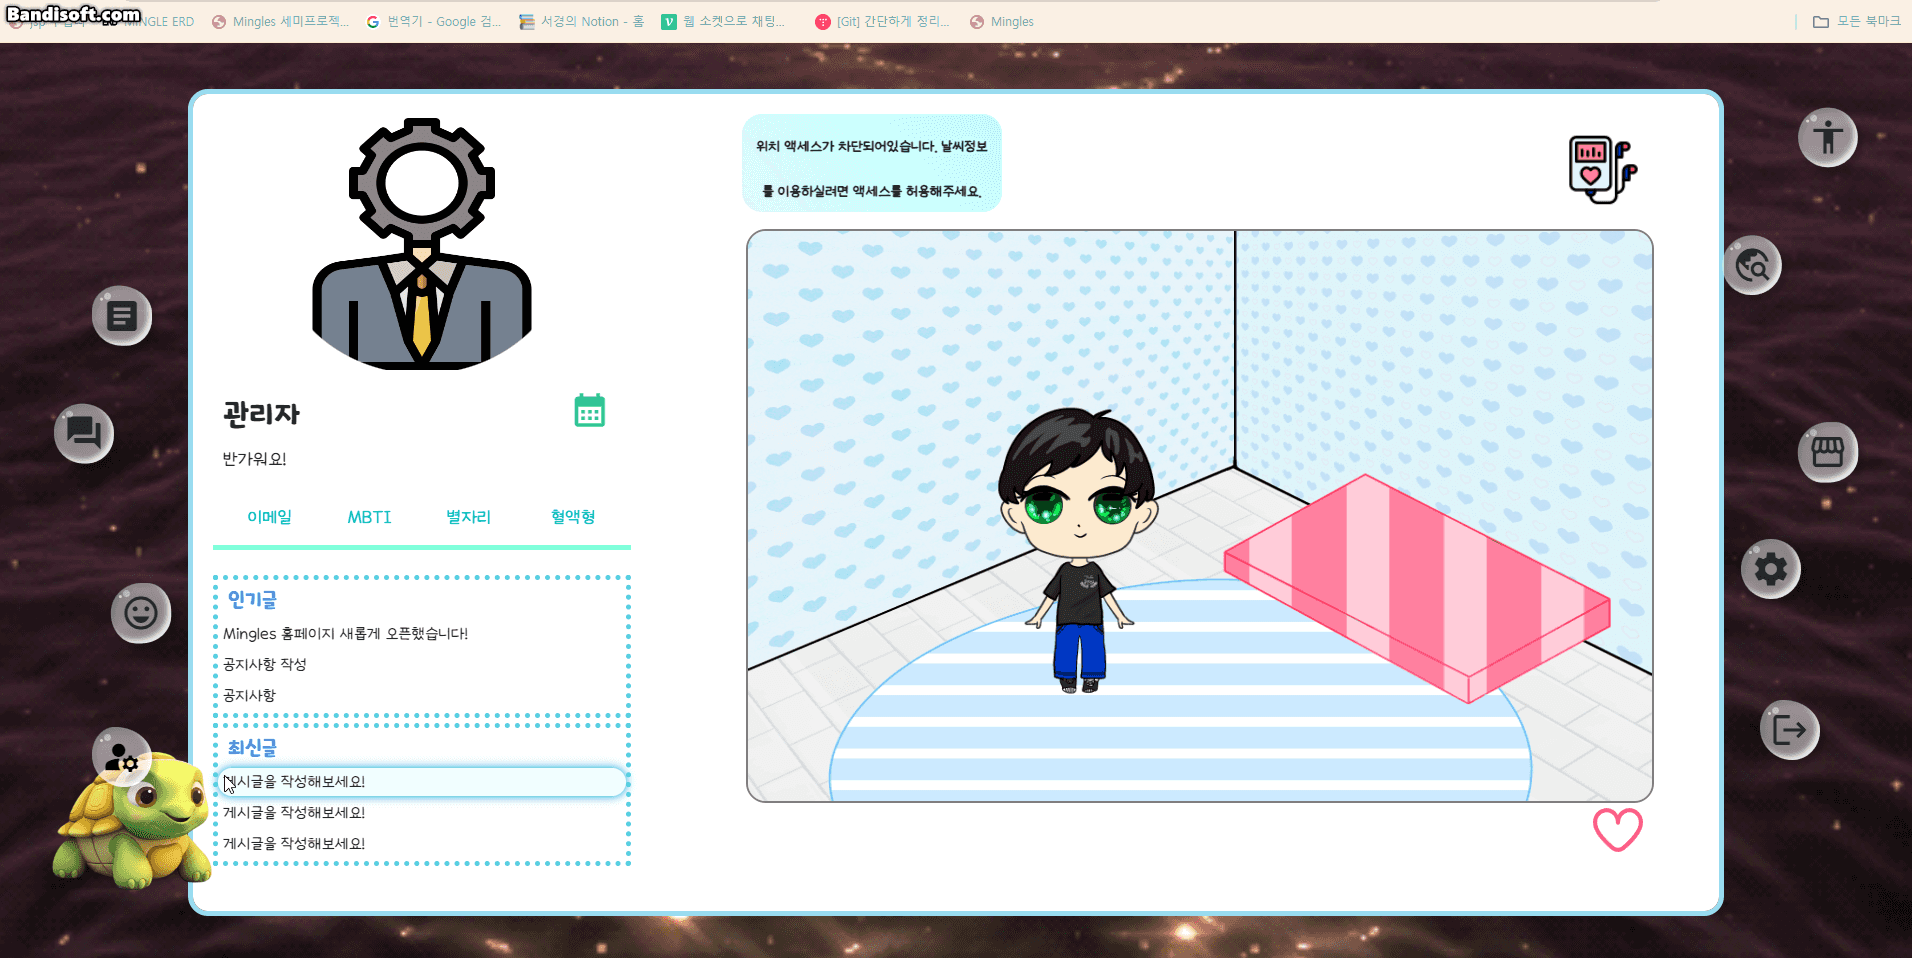 Bandisoft.com
MINGLE ERD
Mingles 세미프로젝...
번역기 - Google 검...
서경의 Notion - 홈
웹 소켓으로 채팅...
[Git] 간단하게 정리...
Mingles
모든 북마크
위치 액세스가 차단되어있습니다. 날씨정보
를 이용하실려면 액세스를 허용해주세요.
관리자
반가워요!
이메일 MBTI 별자리 혈액형
인기글
Mingles 홈페이지 새롭게 오픈했습니다!
공지사항 작성
공지사항
최신글
게시글을 작성해보세요!
게시글을 작성해보세요!
게시글을 작성해보세요!